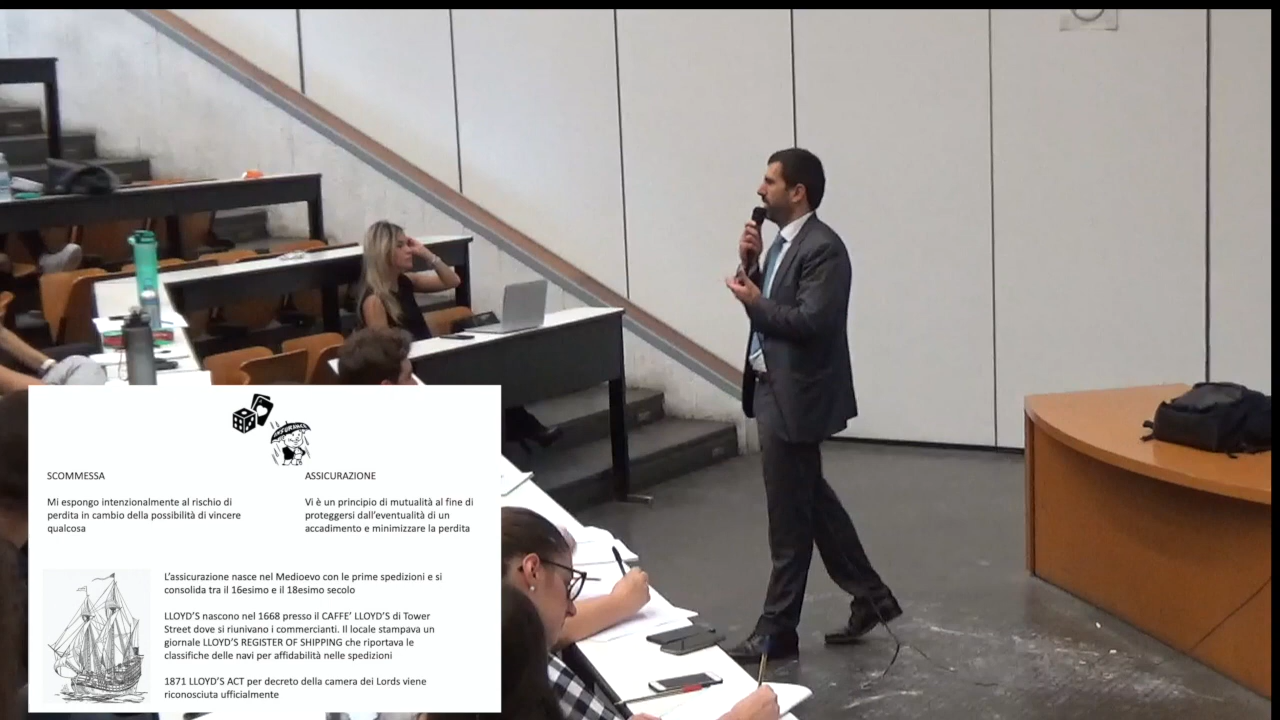 SCOMMESSA
Mi espongo intenzionalmente al rischio di
perdita in cambio della possibilità di vincere
qualcosa
ASSICURAZIONE
Vi è un principio di mutualità al fine di
proteggersi dall'eventualità di un
accadimento e minimizzare la perdita
L'assicurazione nasce nel Medioevo con le prime spedizioni e si
consolida tra il 16esimo e il 18esimo secolo
LLOYD'S nascono nel 1668 presso il CAFFE' LLOYD'S di Tower
Street dove si riunivano i commercianti. Il locale stampava un
giornale LLOYD'S REGISTER OF SHIPPING che riportava le
classifiche delle navi per affidabilità nelle spedizioni
1871 LLOYD'S ACT per decreto della camera dei Lords viene
riconosciuta ufficialmente